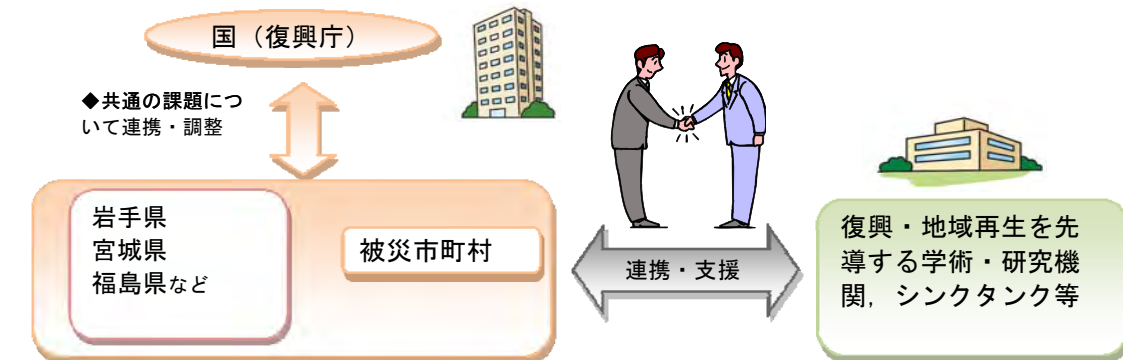 国（復興庁）
◆共通の課題につ
いて連携・調整
岩手県
宮城県
福島県など
被災市町村
連携・支援
復興・地域再生を先
導する学術・研究機
関，シンクタンク等